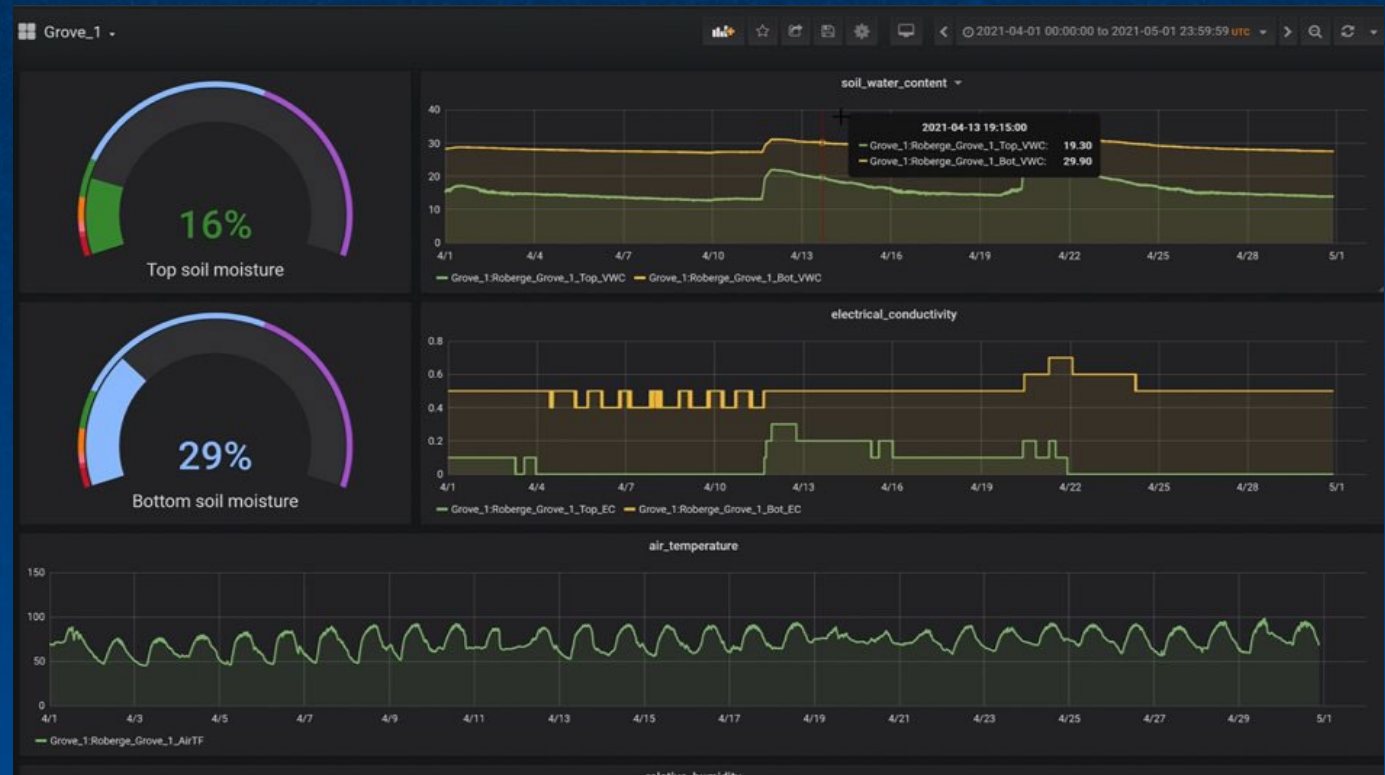 Grove_1
2021-04-01 00:00:00 to 2021-05-01 23:59:59 UTC
16%
Top soil moisture
soil_water_content
40
30
20
10
0
4/1 4/4 4/7 4/10 4/13 4/16 4/19 4/22 4/25 4/28 5/1
2021-04-13 19:15:00
Grove_1:Roberge_Grove_1_Top_VWC: 19.30
Grove_1:Roberge_Grove_1_Bot_VWC: 29.90
Grove_1:Roberge_Grove_1_Top_VWC Grove_1:Roberge_Grove_1_Bot_VWC
29%
Bottom soil moisture
electrical_conductivity
0.8
0.6
0.4
0.2
0
4/1 4/4 4/7 4/10 4/13 4/16 4/19 4/22 4/25 4/28 5/1
Grove_1:Roberge_Grove_1_Top_EC Grove_1:Roberge_Grove_1_Bot_EC
air_temperature
150
100
50
0
4/1 4/3 4/5 4/7 4/9 4/11 4/13 4/15 4/17 4/19 4/21 4/23 4/25 4/27 4/29 5/1
Grove_1:Roberge_Grove_1_AirTF
relative_humidity